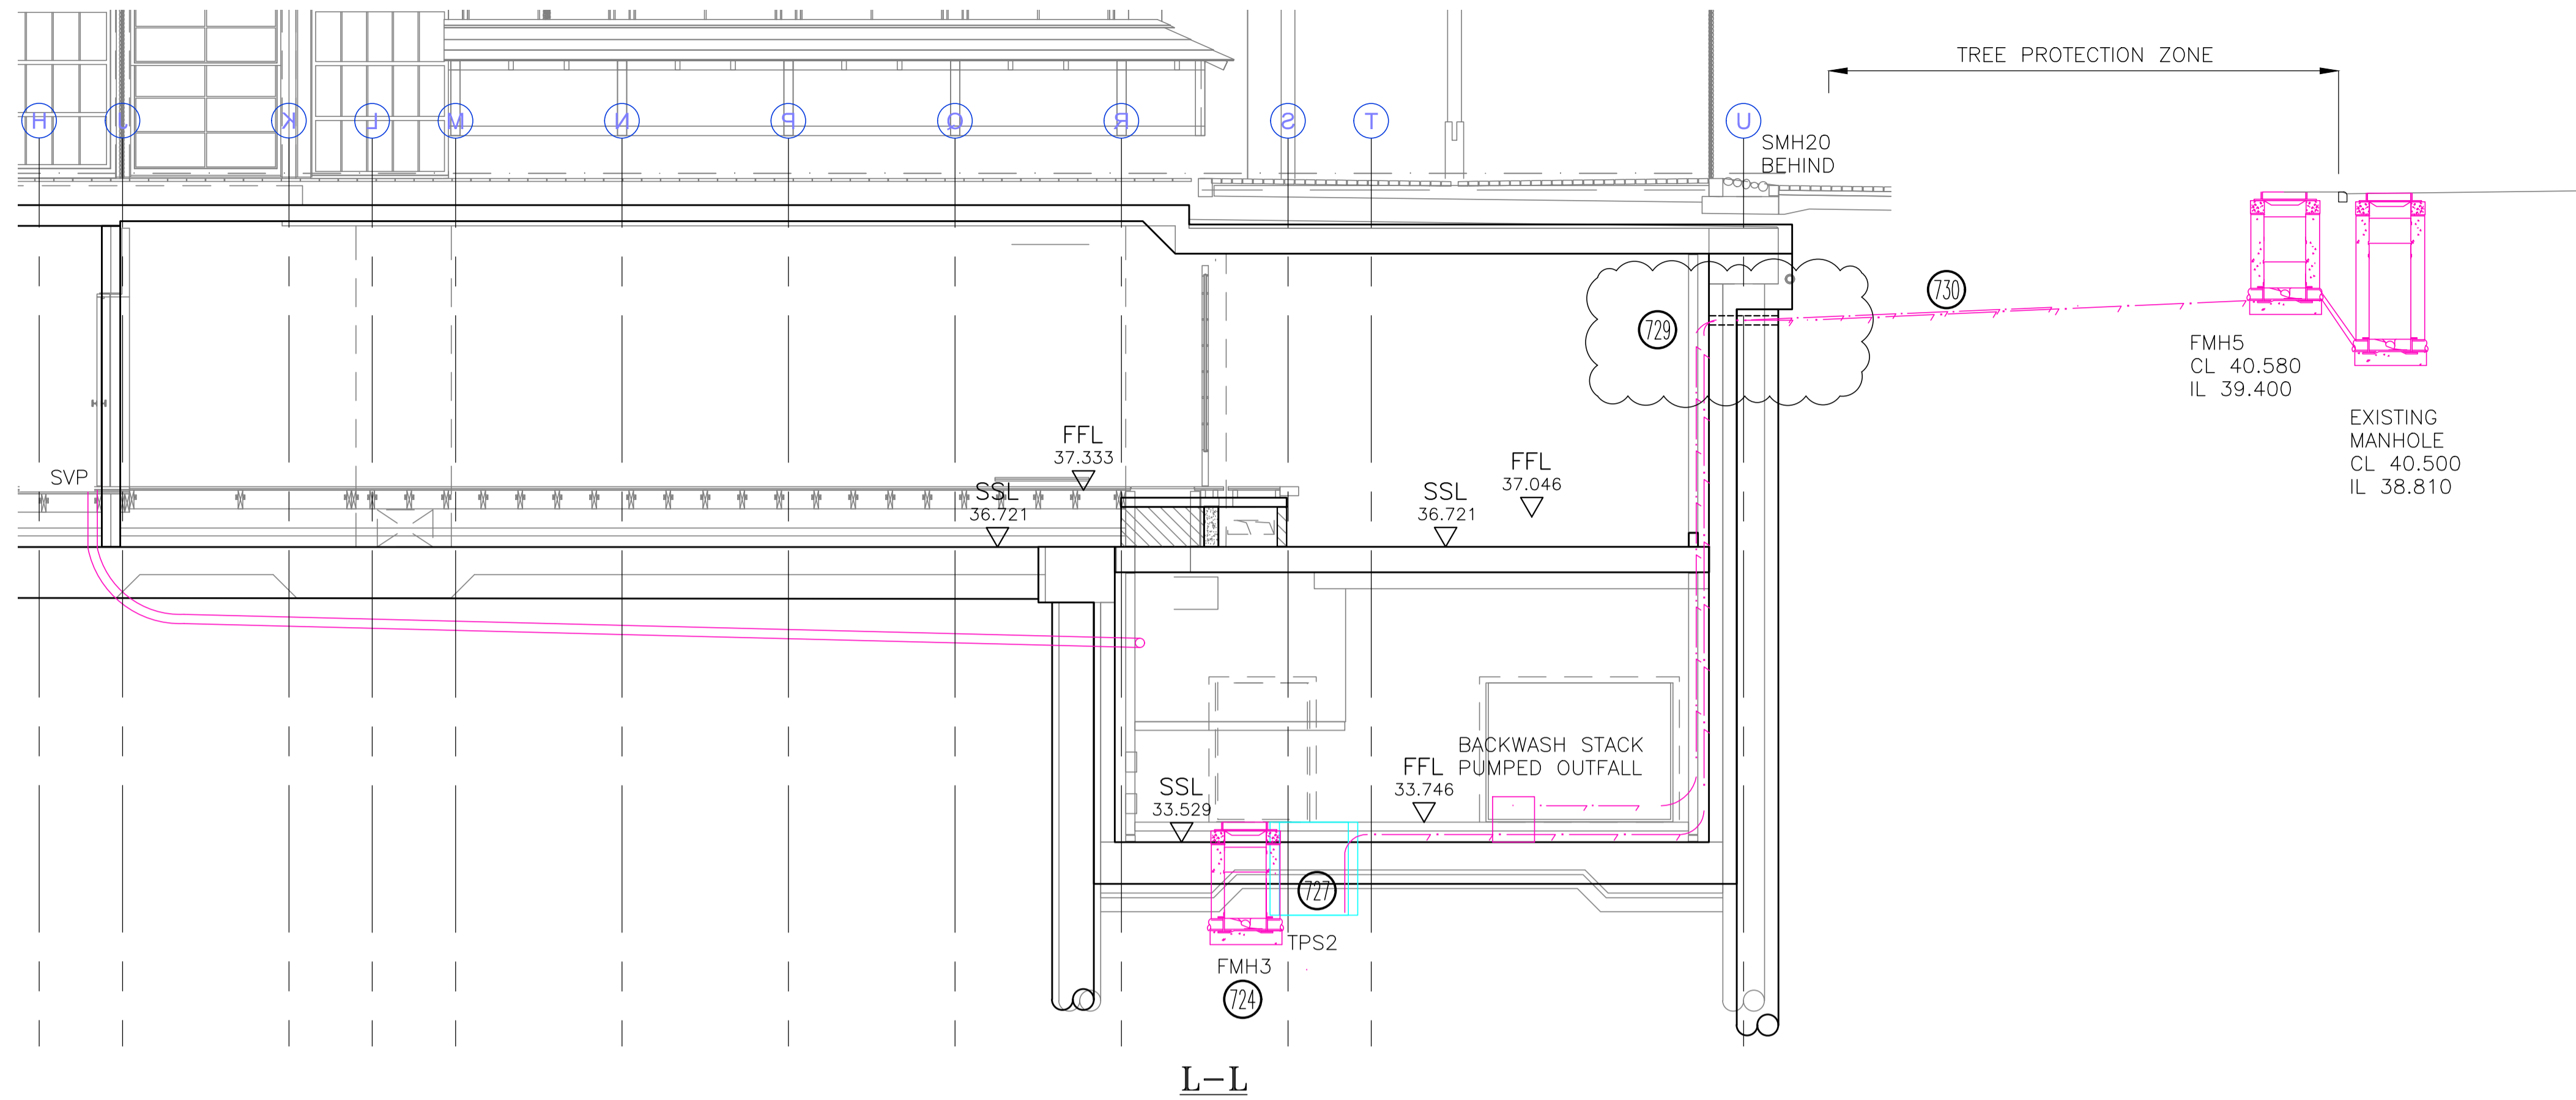 TREE PROTECTION ZONE
H J K L M N P Q R S T U
SMH20
BEHIND
730
729
FMH5
CL 40.580
IL 39.400
EXISTING
MANHOLE
CL 40.500
IL 38.810
FFL
37.333
FFL
37.046
SVP
SSL
36.721
SSL
36.721
BACKWASH STACK
PUMPED OUTFALL
FFL
33.746
SSL
33.529
727
TPS2
FMH3
724
L-L